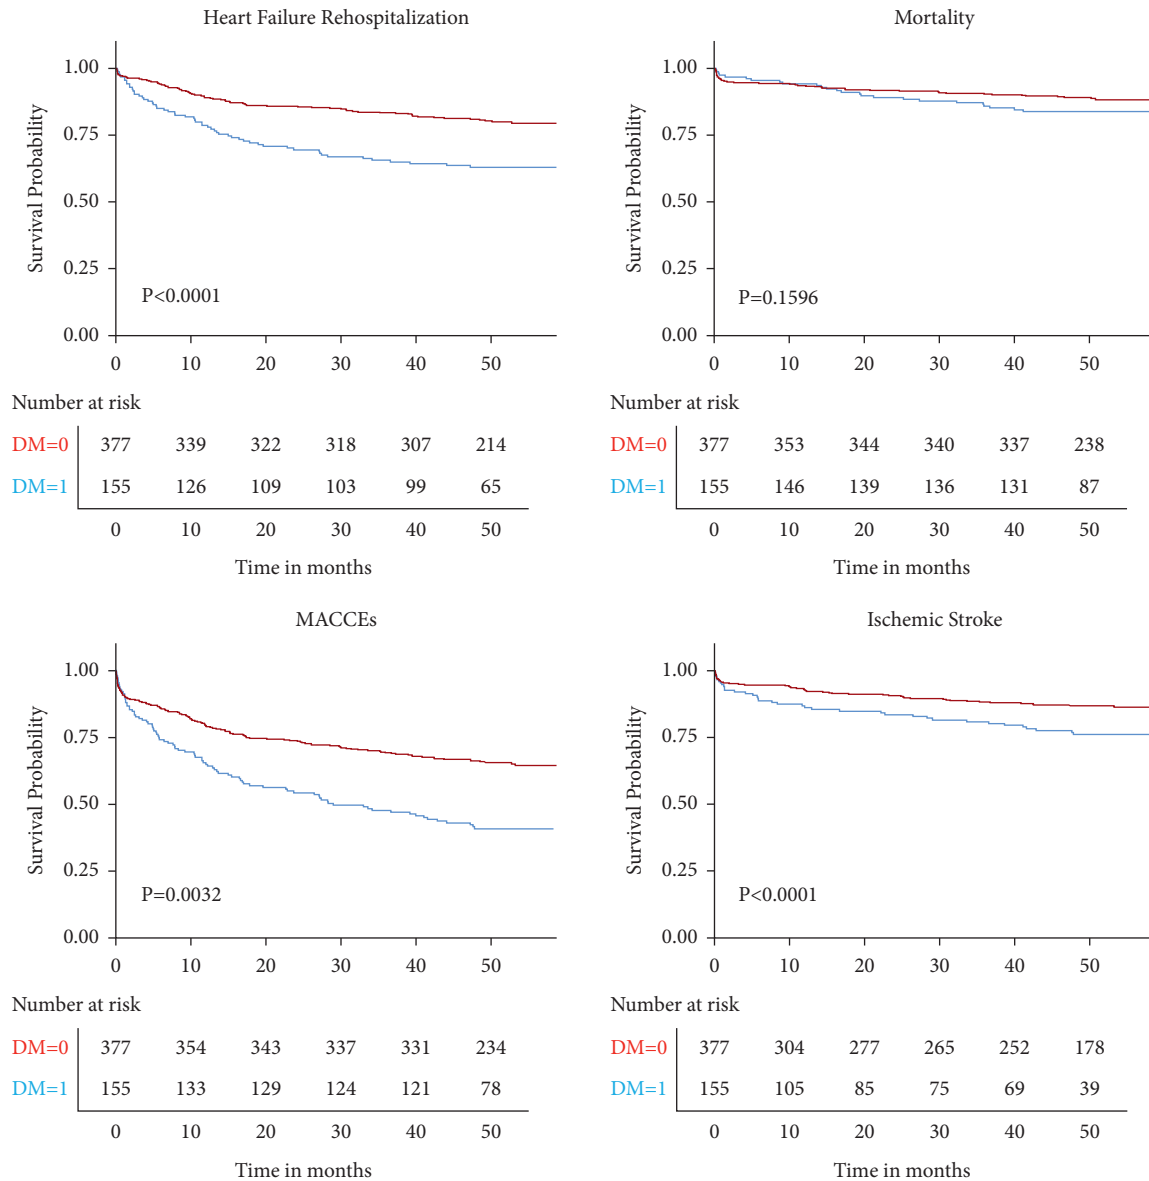 Heart Failure Rehospitalization
1.00
0.75
0.50
0.25
0.00
Survival Probability
P<0.0001
0 10 20 30 40 50
Number at risk
DM=0 377 339 322 318 307 214
DM=1 155 126 109 103 99 65
0 10 20 30 40 50
Time in months
Mortality
1.00
0.75
0.50
0.25
0.00
Survival Probability
P=0.1596
0 10 20 30 40 50
Number at risk
DM=0 377 353 344 340 337 238
DM=1 155 146 139 136 131 87
0 10 20 30 40 50
Time in months
MACCEs
1.00
0.75
0.50
0.25
0.00
Survival Probability
P=0.0032
0 10 20 30 40 50
Number at risk
DM=0 377 354 343 337 331 234
DM=1 155 133 129 124 121 78
0 10 20 30 40 50
Time in months
Ischemic Stroke
1.00
0.75
0.50
0.25
0.00
Survival Probability
P<0.0001
0 10 20 30 40 50
Number at risk
DM=0 377 304 277 265 252 178
DM=1 155 105 85 75 69 39
0 10 20 30 40 50
Time in months